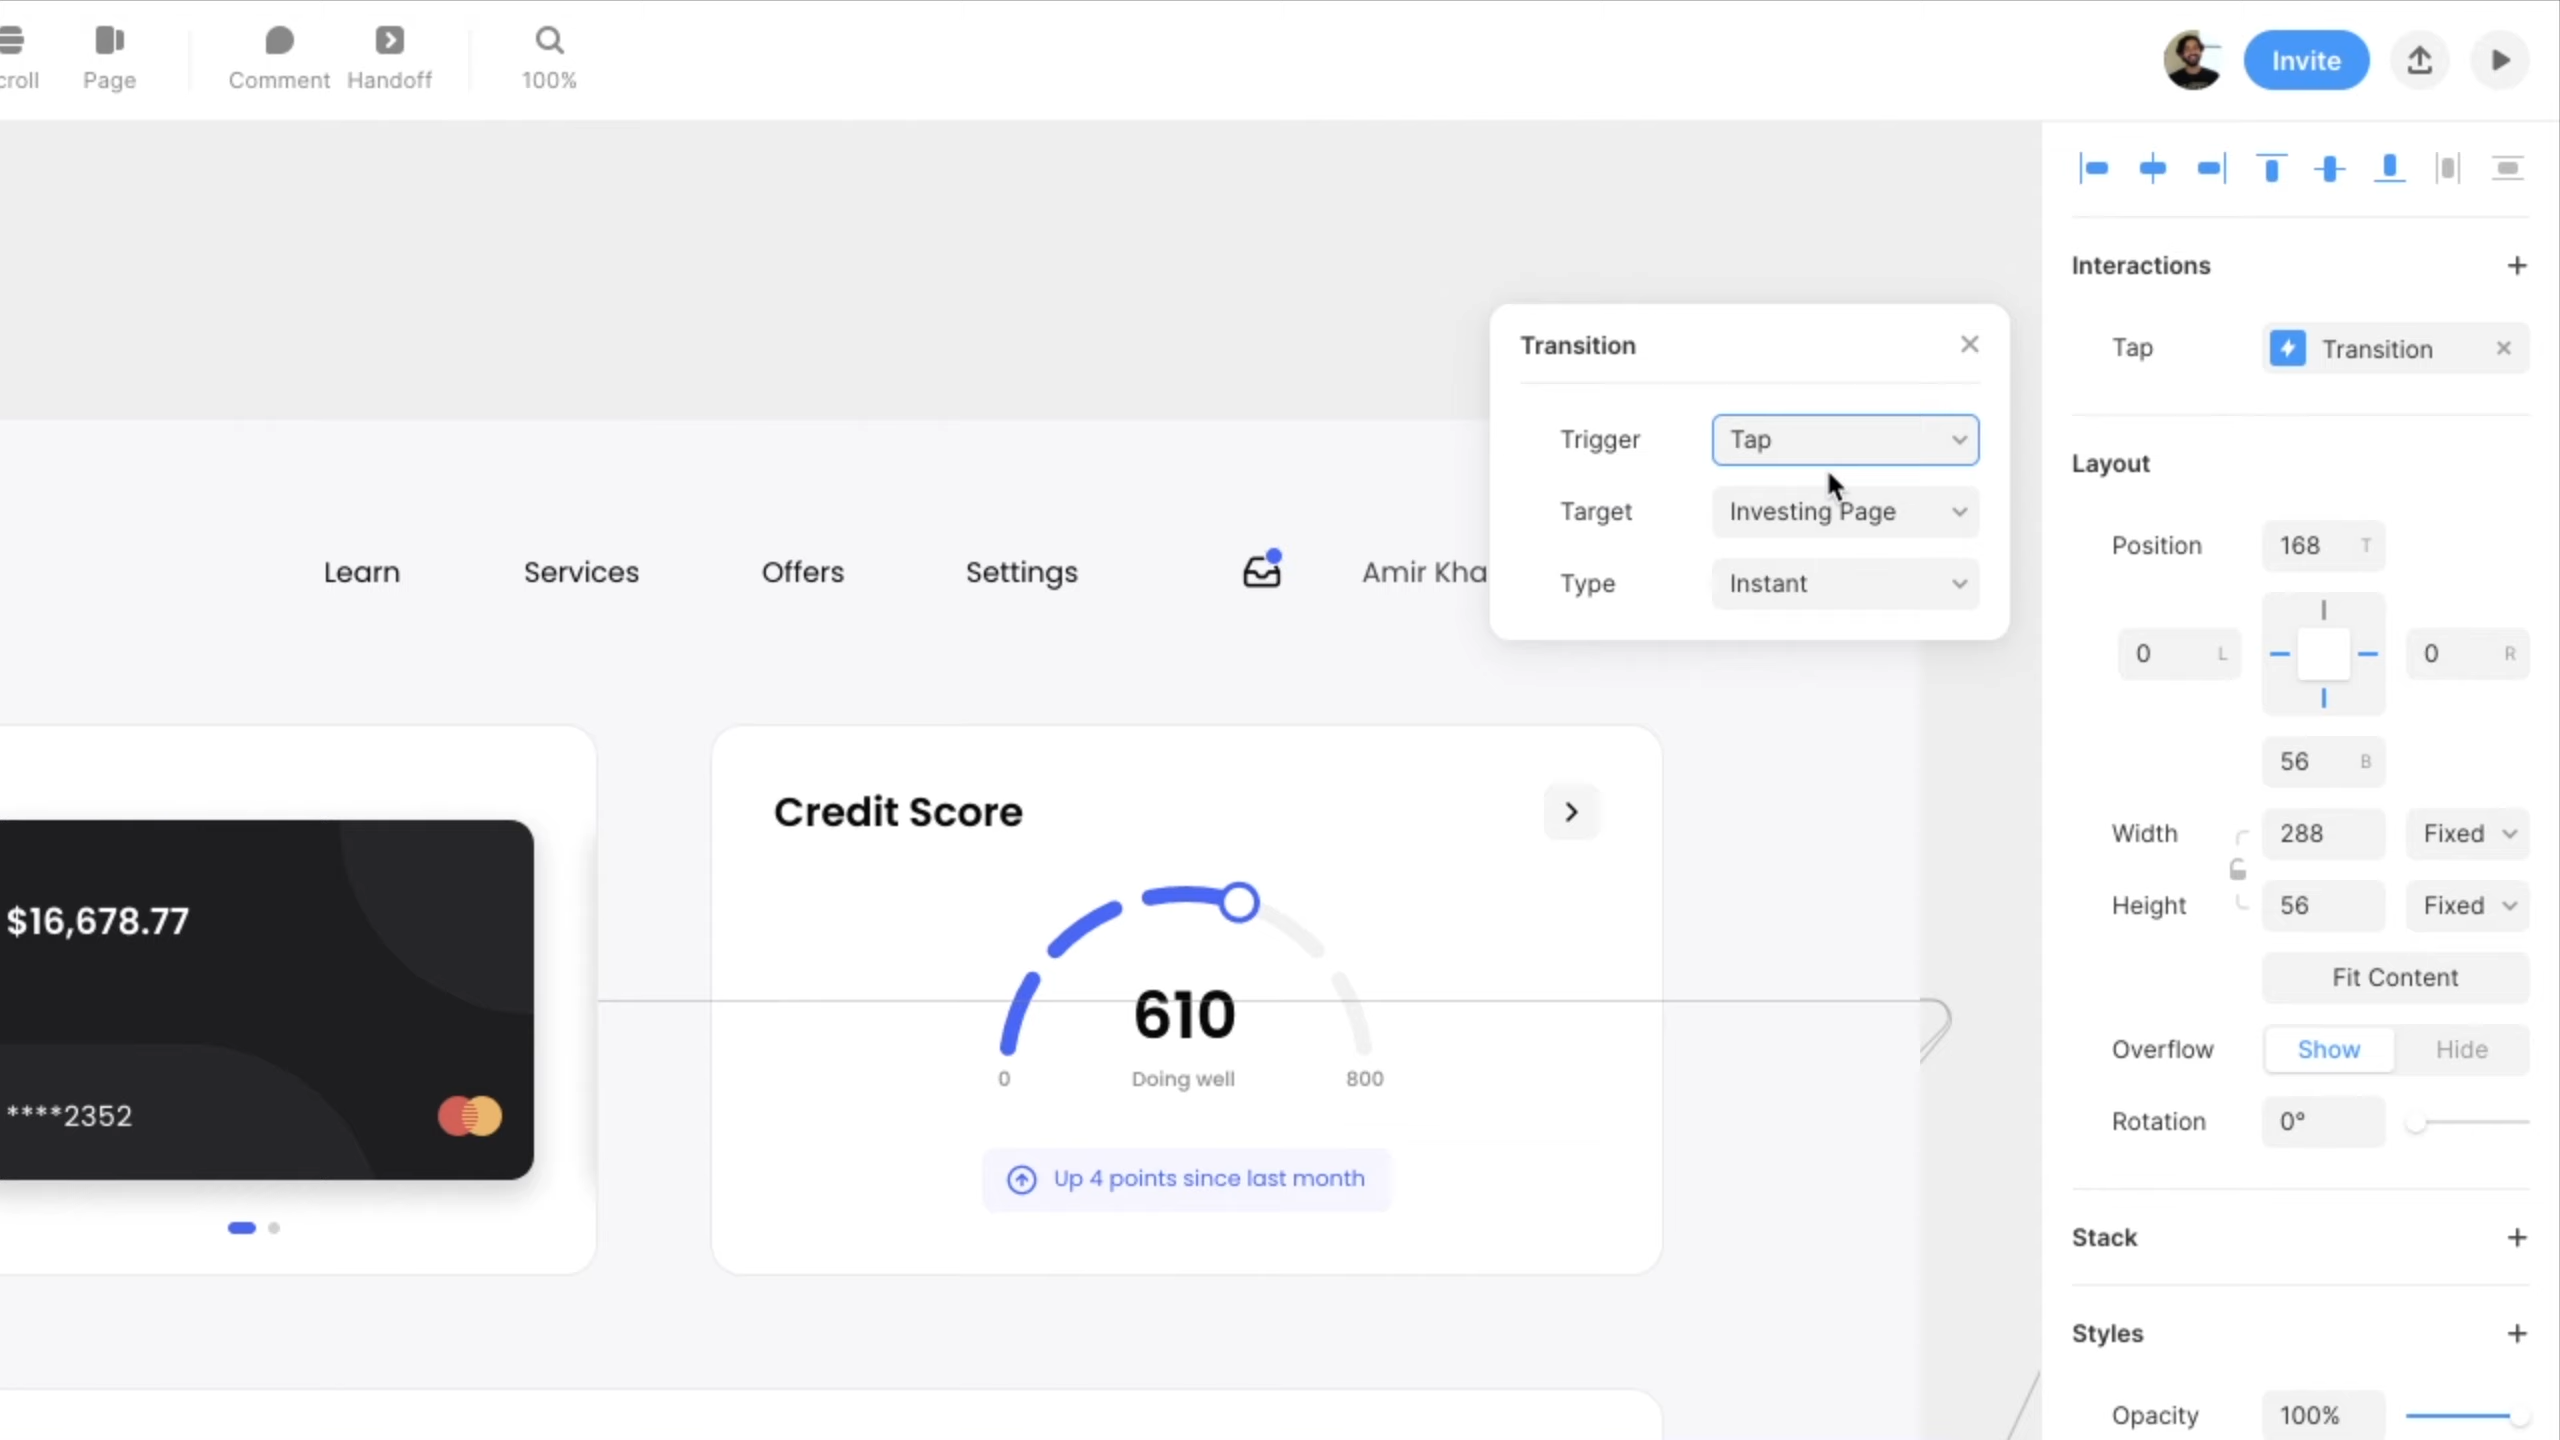 croll
Page
Comment
Handoff
100%
Invite
Interactions
Tap
Transition
Transition
Trigger
Tap
Target
Investing Page
Type
Instant
Layout
Position
168 T
0 L
0 R
56 B
Width
288
Fixed
Height
56
Fixed
Fit Content
Overflow
Show
Hide
Rotation
0°
Stack
Styles
Opacity
100%
Learn
Services
Offers
Settings
Amir Kha
$16,678.77
****2352
Credit Score
610
0
Doing well
800
Up 4 points since last month